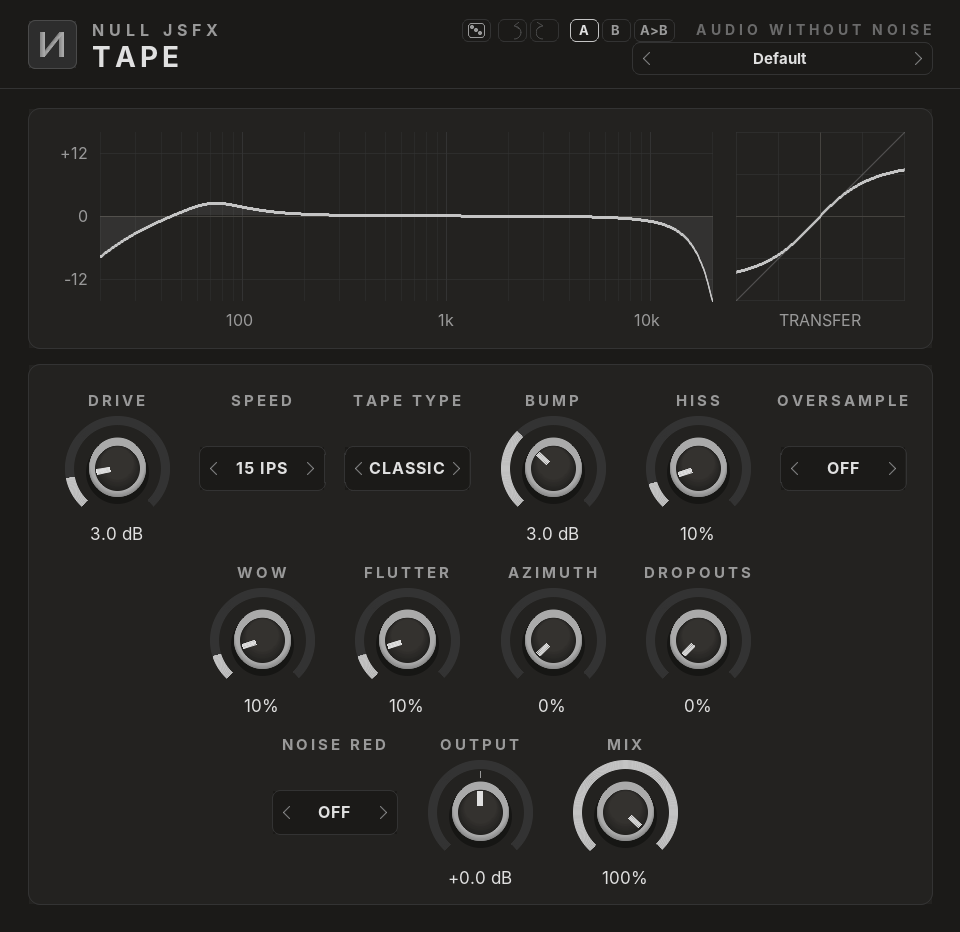 NULL JSFX
TAPE
A B A>B AUDIO WITHOUT NOISE
Default
+12
0
-12
100 1k 10k TRANSFER
DRIVE SPEED TAPE TYPE BUMP HISS OVERSAMPLE
15 IPS CLASSIC OFF
3.0 dB 3.0 dB 10%
WOW FLUTTER AZIMUTH DROPOUTS
10% 10% 0% 0%
NOISE RED OUTPUT MIX
OFF
+0.0 dB 100%